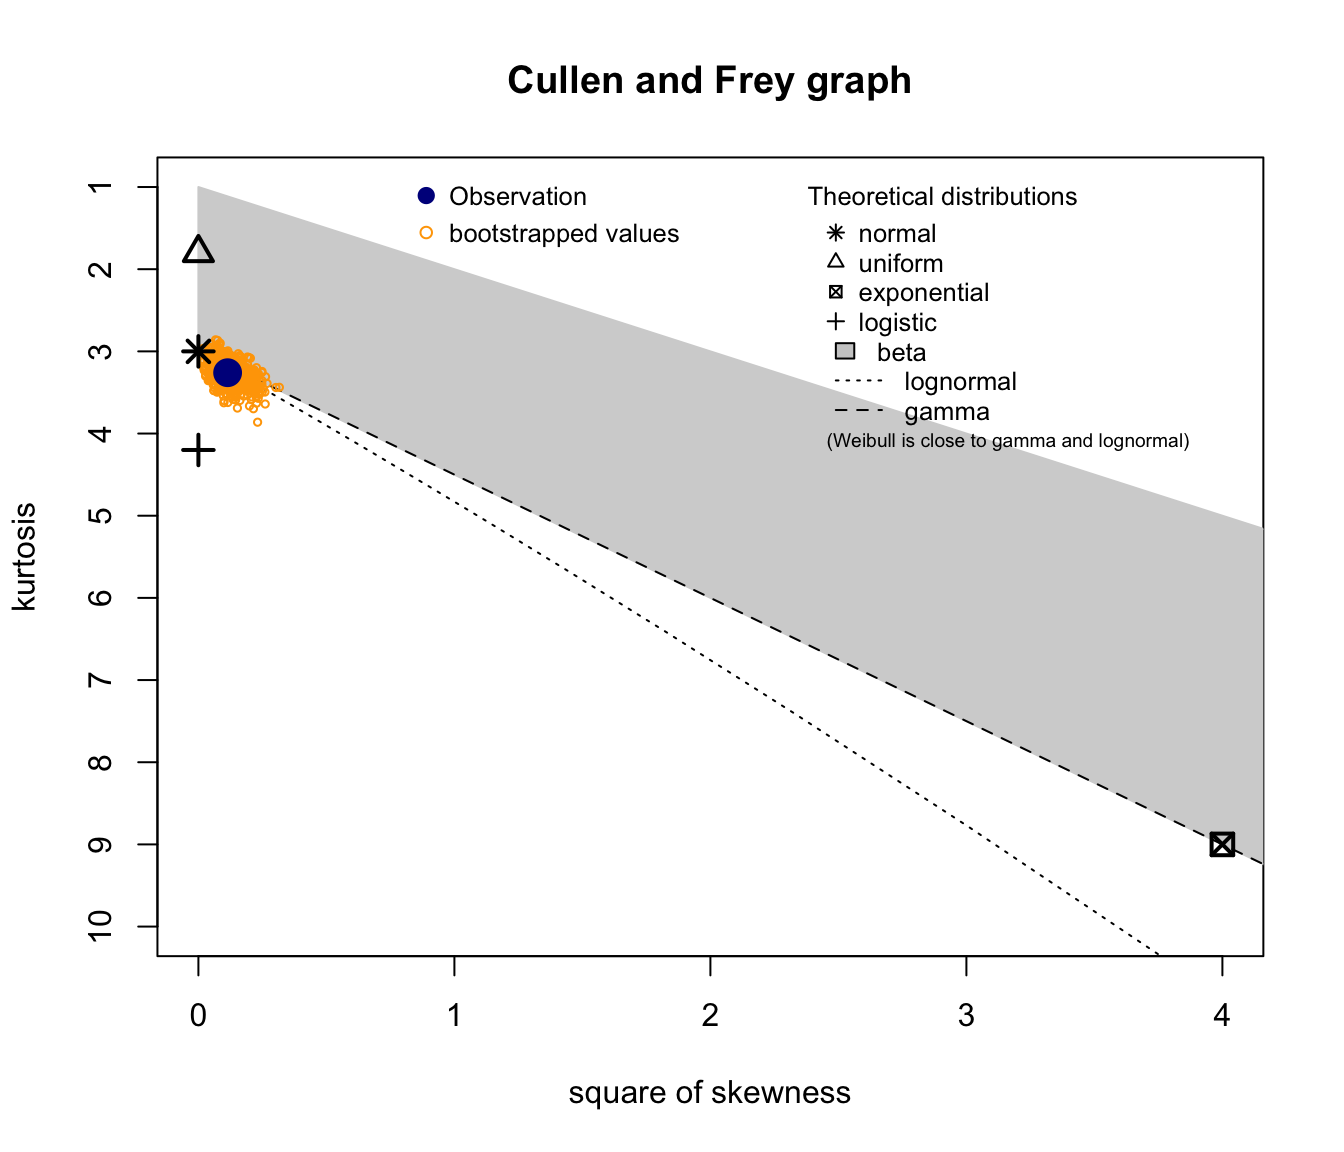 Cullen and Frey graph
Observation
bootstrapped values
Theoretical distributions
normal
uniform
exponential
logistic
beta
lognormal
gamma
(Weibull is close to gamma and lognormal)
kurtosis
1
2
3
4
5
6
7
8
9
10
0 1 2 3 4
square of skewness